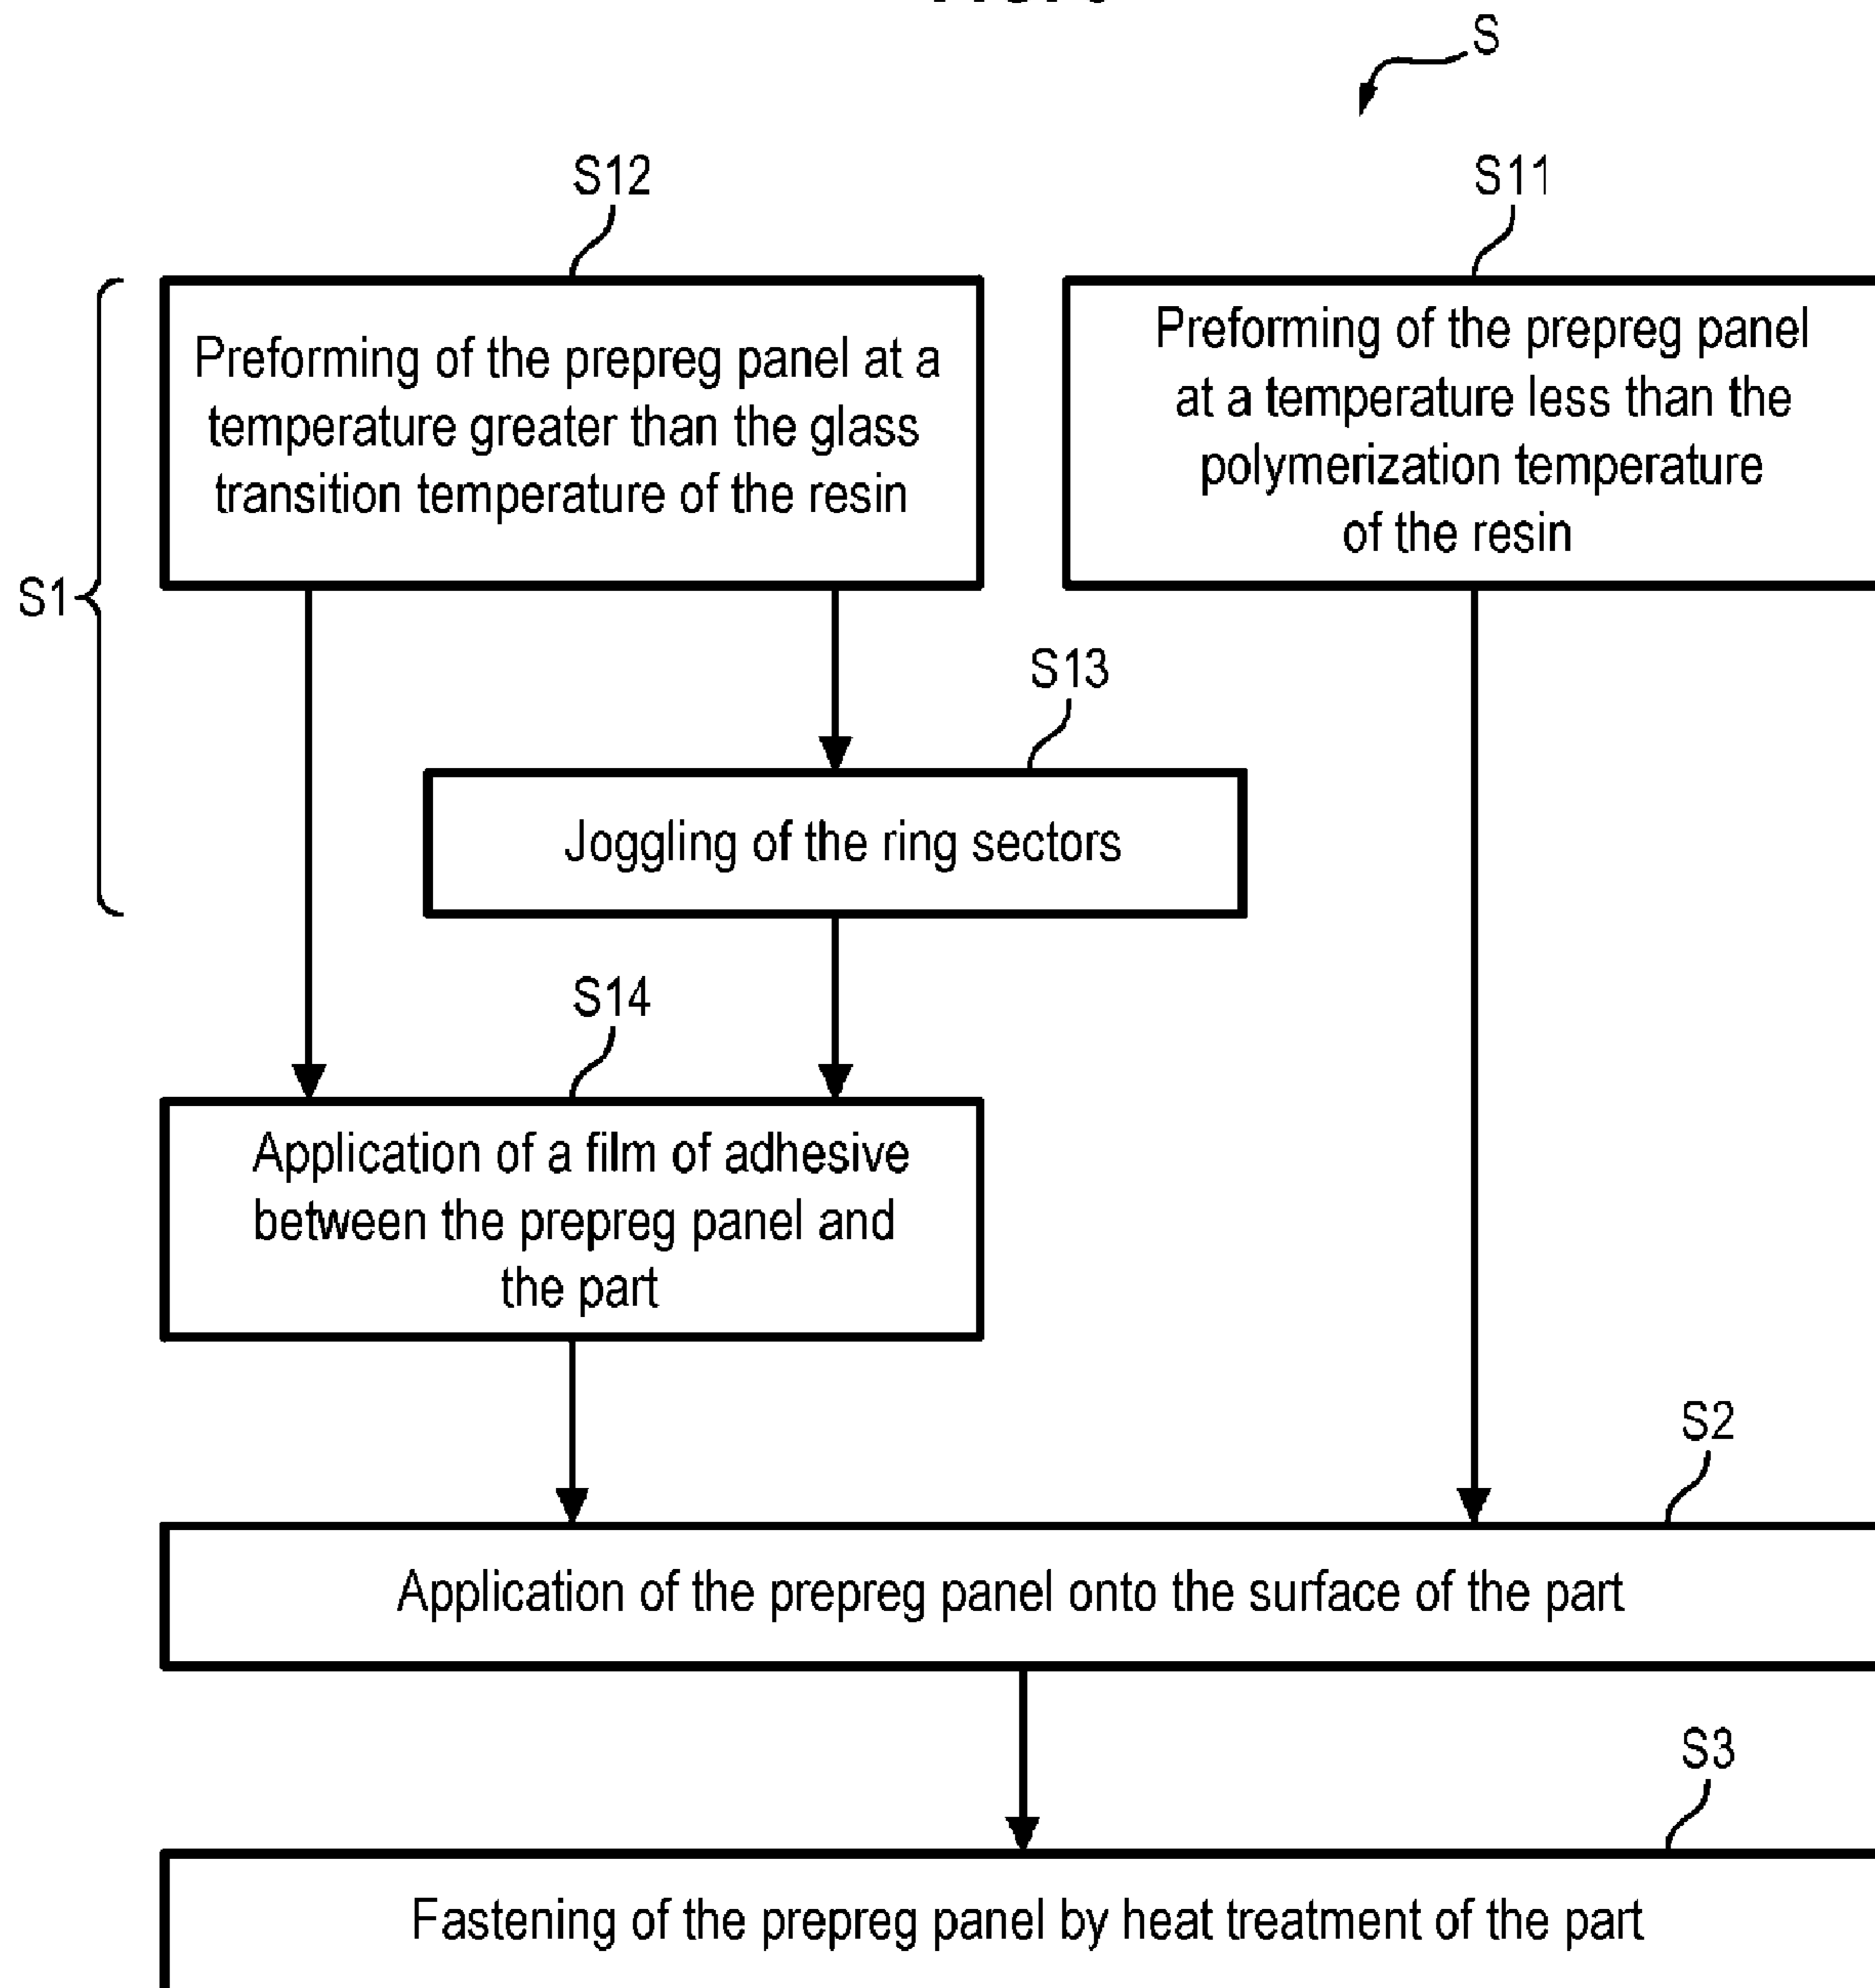 S
S12
S11
Preforming of the prepreg panel at a
temperature greater than the glass
transition temperature of the resin
Preforming of the prepreg panel
at a temperature less than the
polymerization temperature
of the resin
S1
S13
Joggling of the ring sectors
S14
Application of a film of adhesive
between the prepreg panel and
the part
S2
Application of the prepreg panel onto the surface of the part
S3
Fastening of the prepreg panel by heat treatment of the part